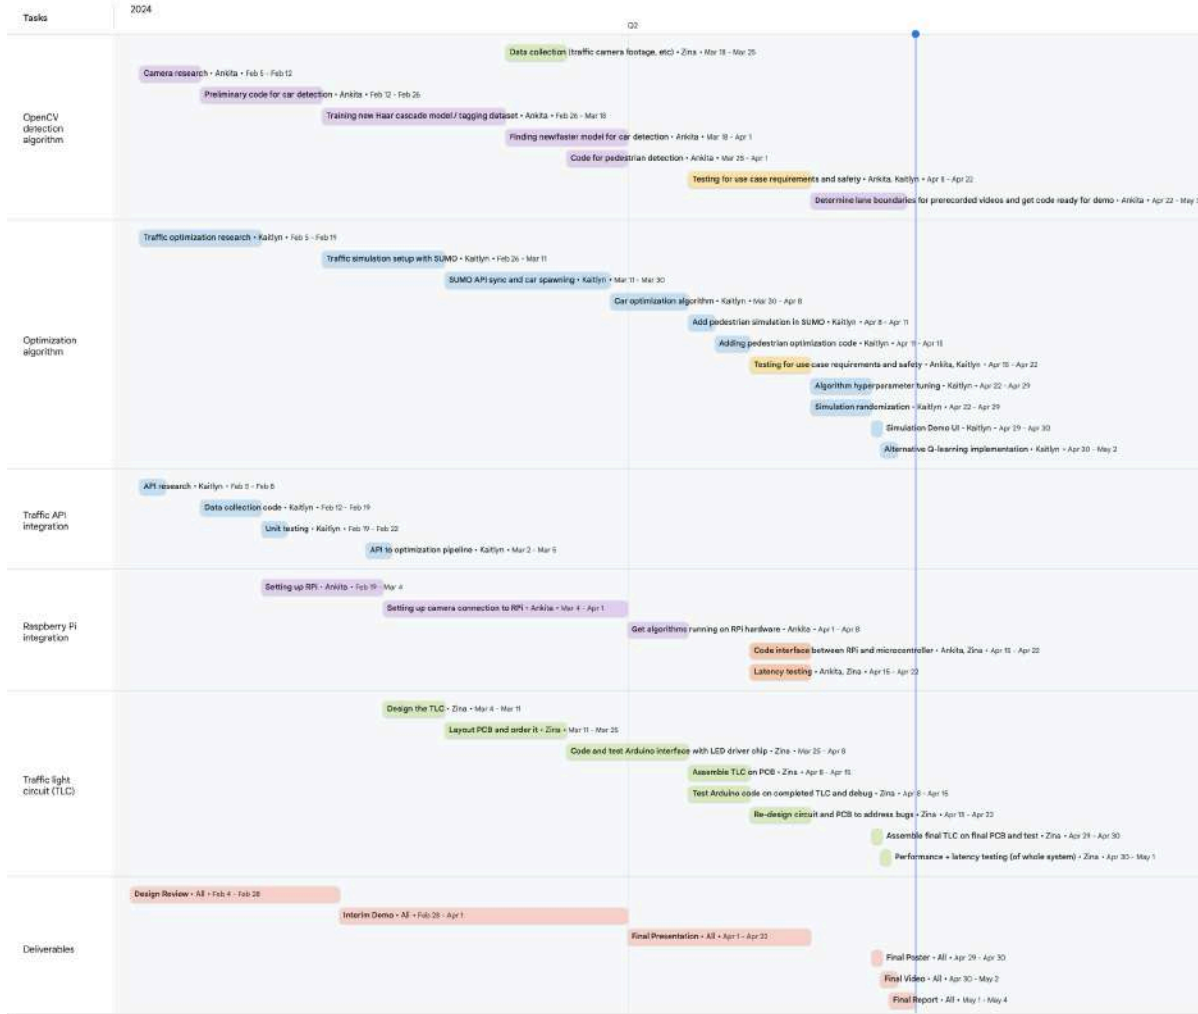 Tasks
2024
Q2
OpenCV
detection
algorithm
Data collection (traffic camera footage, etc) • Zina • Mar 18 - Mar 25
Camera research • Ankita • Feb 5 - Feb 12
Preliminary code for car detection • Ankita • Feb 12 - Feb 26
Training new Haar cascade model / tagging dataset • Ankita • Feb 26 - Mar 18
Finding new/faster model for car detection • Ankita • Mar 18 - Apr 1
Code for pedestrian detection • Ankita • Mar 25 - Apr 1
Testing for use case requirements and safety • Ankita, Kaitlyn • Apr 8 - Apr 22
Determine lane boundaries for prerecorded videos and get code ready for demo • Ankita • Apr 22 - May
Optimization
algorithm
Traffic optimization research • Kaitlyn • Feb 5 - Feb 19
Traffic simulation setup with SUMO • Kaitlyn • Feb 26 - Mar 11
SUMO API sync and car spawning • Kaitlyn • Mar 11 - Mar 30
Car optimization algorithm • Kaitlyn • Mar 30 - Apr 8
Add pedestrian simulation in SUMO • Kaitlyn • Apr 8 - Apr 11
Adding pedestrian optimization code • Kaitlyn • Apr 11 - Apr 15
Testing for use case requirements and safety • Ankita, Kaitlyn • Apr 15 - Apr 22
Algorithm hyperparameter tuning • Kaitlyn • Apr 22 - Apr 29
Simulation randomization • Kaitlyn • Apr 22 - Apr 29
Simulation Demo UI • Kaitlyn • Apr 29 - Apr 30
Alternative Q-learning implementation • Kaitlyn • Apr 30 - May 2
Traffic API
integration
API research • Kaitlyn • Feb 5 - Feb 8
Data collection code • Kaitlyn • Feb 12 - Feb 19
Unit testing • Kaitlyn • Feb 19 - Feb 22
API to optimization pipeline • Kaitlyn • Mar 2 - Mar 5
Raspberry Pi
integration
Setting up RPi • Ankita • Feb 19 - Mar 4
Setting up camera connection to RPi • Ankita • Mar 4 - Apr 1
Get algorithms running on RPi hardware • Ankita • Apr 1 - Apr 8
Code interface between RPi and microcontroller • Ankita, Zina • Apr 15 - Apr 22
Latency testing • Ankita, Zina • Apr 15 - Apr 22
Traffic light
circuit (TLC)
Design the TLC • Zina • Mar 4 - Mar 11
Layout PCB and order it • Zina • Mar 11 - Mar 25
Code and test Arduino interface with LED driver chip • Zina • Mar 25 - Apr 8
Assemble TLC on PCB • Zina • Apr 8 - Apr 15
Test Arduino code on completed TLC and debug • Zina • Apr 8 - Apr 15
Re-design circuit and PCB to address bugs • Zina • Apr 15 - Apr 22
Assemble final TLC on final PCB and test • Zina • Apr 29 - Apr 30
Performance + latency testing (of whole system) • Zina • Apr 30 - May 1
Deliverables
Design Review • All • Feb 4 - Feb 28
Interim Demo • All • Feb 28 - Apr 1
Final Presentation • All • Apr 1 - Apr 22
Final Poster • All • Apr 29 - Apr 30
Final Video • All • Apr 30 - May 2
Final Report • All • May 1 - May 4